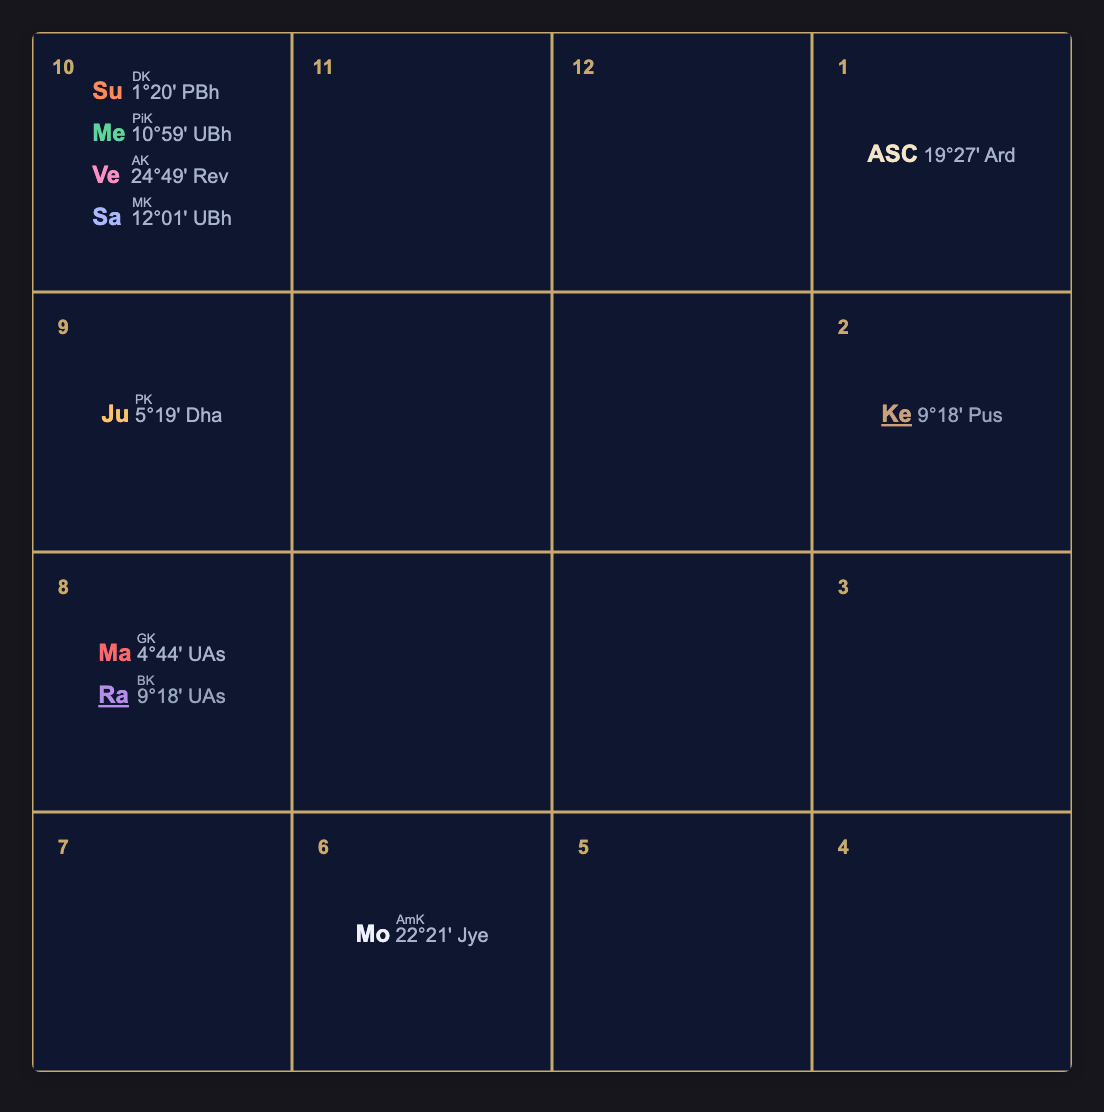 10
DK
Su 1°20' PBh
PiK
Me 10°59' UBh
AK
Ve 24°49' Rev
MK
Sa 12°01' UBh
11
12
1
ASC 19°27' Ard
9
PK
Ju 5°19' Dha
2
Ke 9°18' Pus
8
GK
Ma 4°44' UAs
BK
Ra 9°18' UAs
3
7
6
AmK
Mo 22°21' Jye
5
4